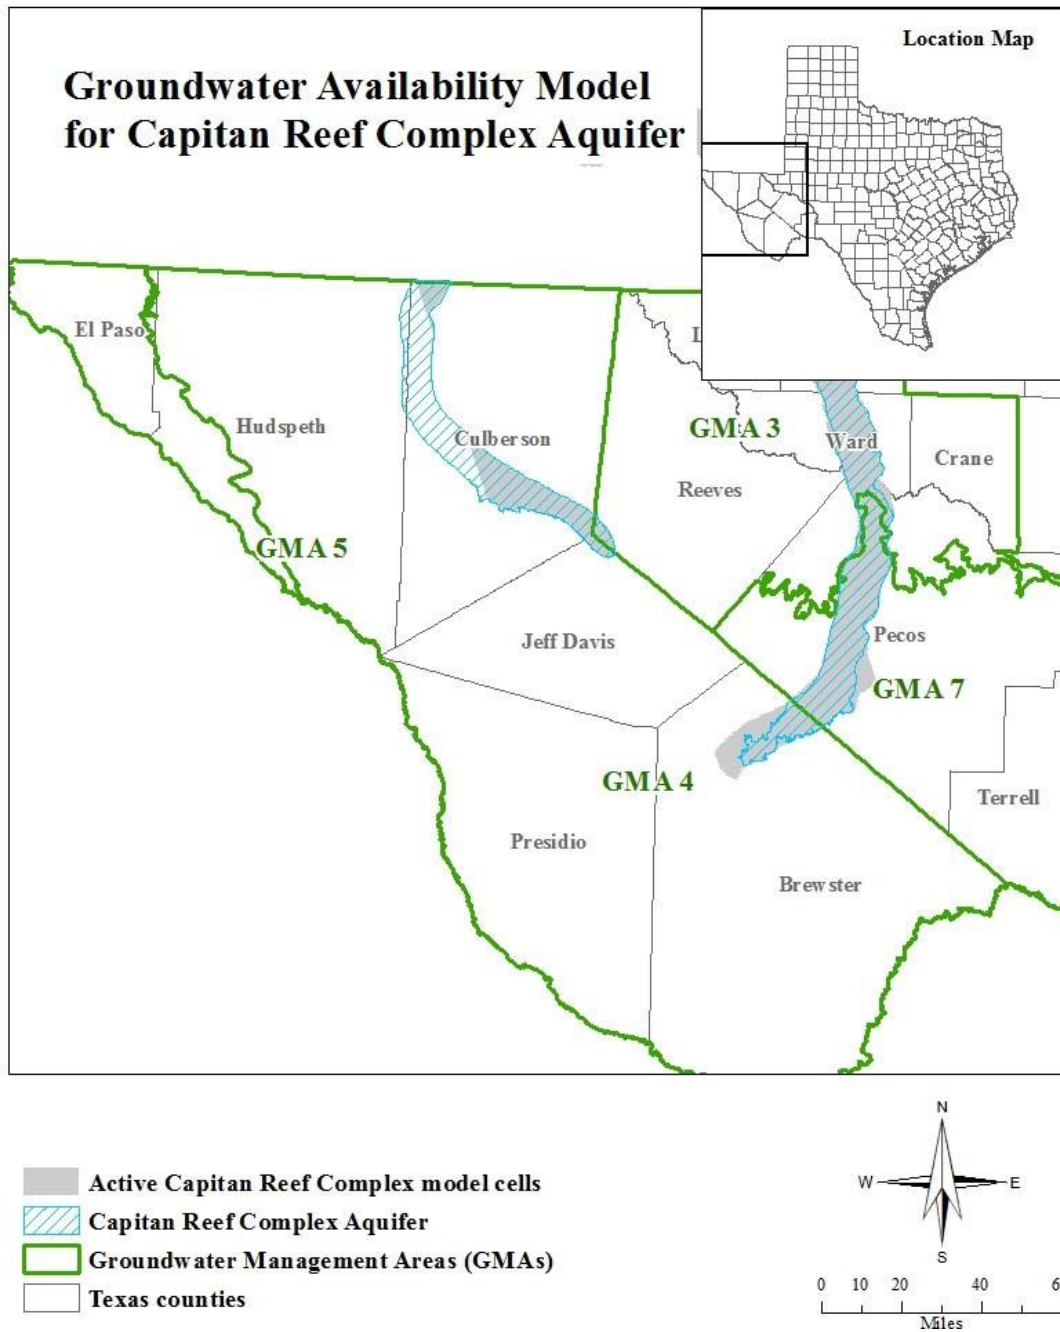 Location Map
Groundwater Availability Model
for Capitan Reef Complex Aquifer
El Paso
Hudspeth
Culberson
GMA 3
Ward
Crane
Reeves
GMA 5
Jeff Davis
Pecos
GMA 7
GMA 4
Terrell
Presidio
Brewster
Active Capitan Reef Complex model cells
Capitan Reef Complex Aquifer
Groundwater Management Areas (GMAs)
Texas counties
N
W E
S
0 10 20 40
Miles